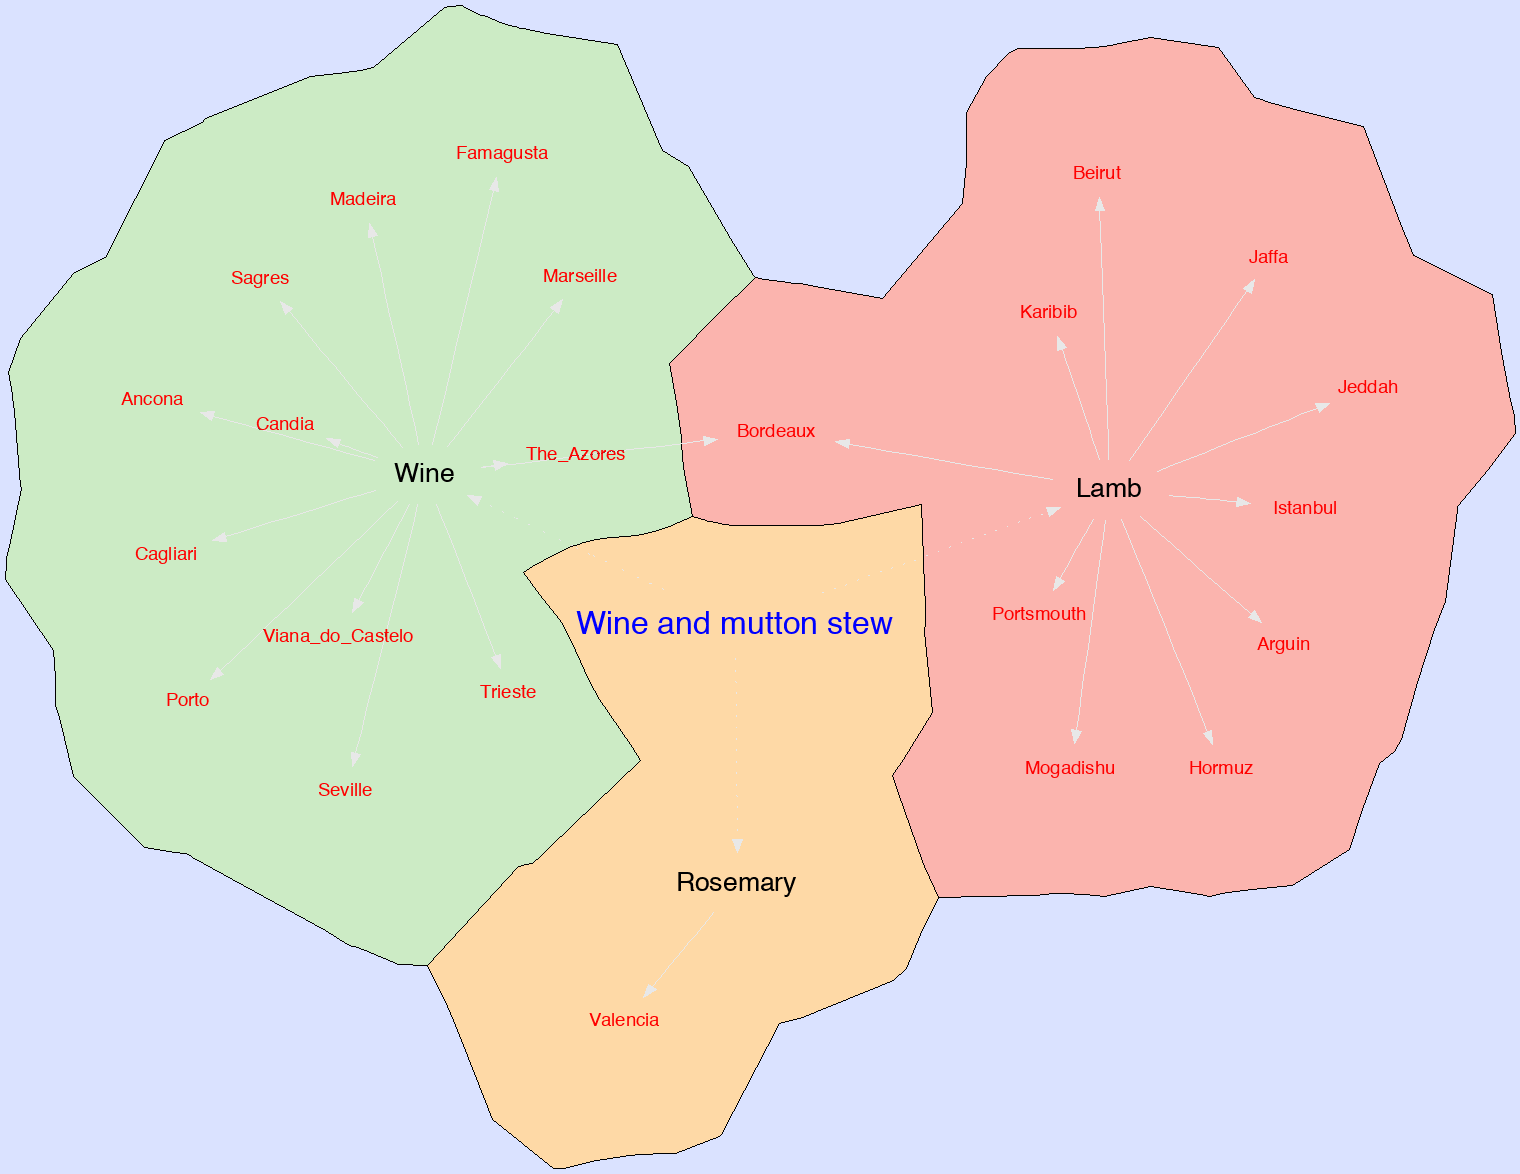 Famagusta
Beirut
Madeira
Jaffa
Sagres
Marseille
Karibib
Jeddah
Ancona
Candia
Bordeaux
The_Azores
Wine
Lamb
Istanbul
Cagliari
Portsmouth
Wine and mutton stew
Viana_do_Castelo
Arguin
Trieste
Porto
Mogadishu
Hormuz
Seville
Rosemary
Valencia